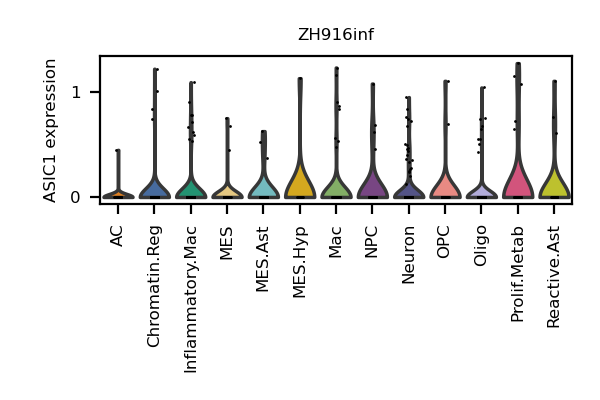 ZH916inf
ASIC1 expression
1
0
AC
Chromatin.Reg
Inflammatory.Mac
MES
MES.Ast
MES.Hyp
Mac
NPC
Neuron
OPC
Oligo
Prolif.Metab
Reactive.Ast